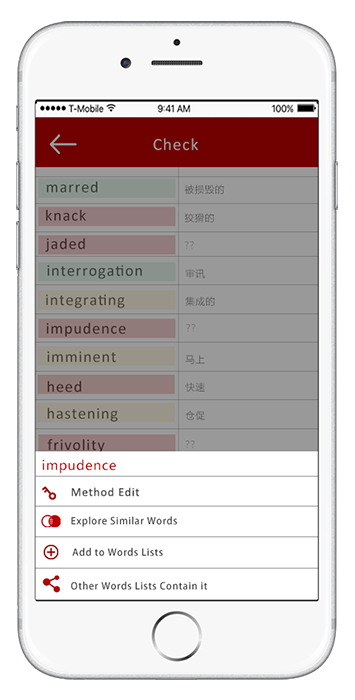 T-Mobile 9:41 AM 100%
Check
marred 被损毁的
knack 狡猾的
jaded ??
interrogation 审讯
integrating 集成的
impudence ??
imminent 马上
heed 快速
hastening 仓促
frivolity ??
impudence
Method Edit
Explore Similar Words
Add to Words Lists
Other Words Lists Contain it